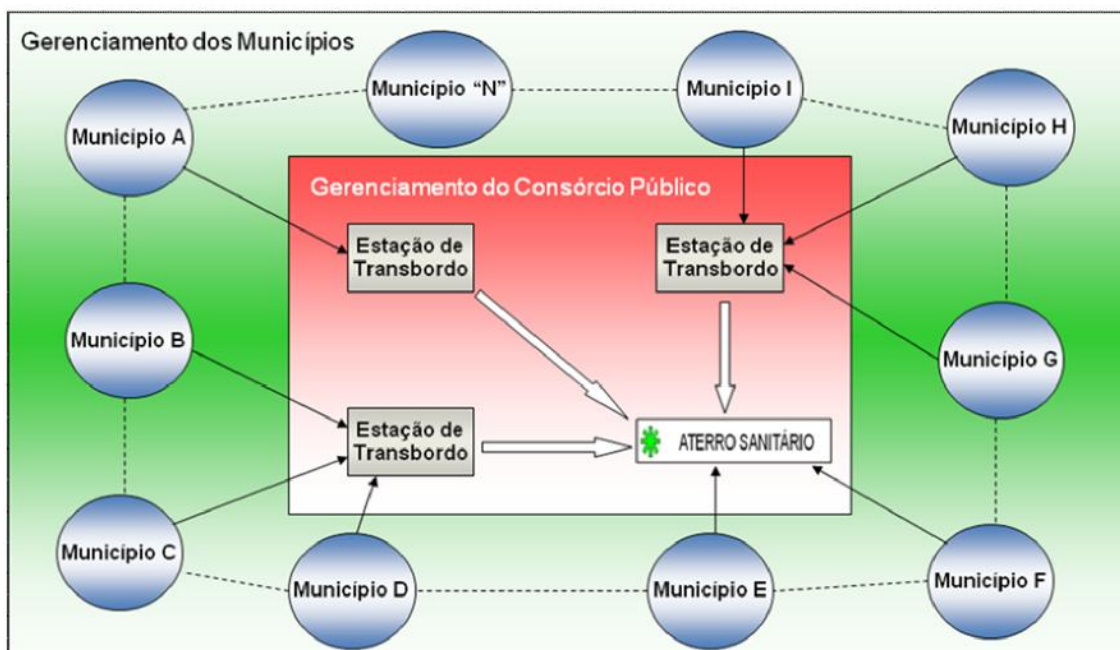 Gerenciamento dos Municípios
Município "N"
Município I
Município A
Município H
Gerenciamento do Consórcio Público
Estação de
Transbordo
Estação de
Transbordo
Município B
Município G
Estação de
Transbordo
ATERRO SANITÁRIO
Município C
Município D
Município E
Município F